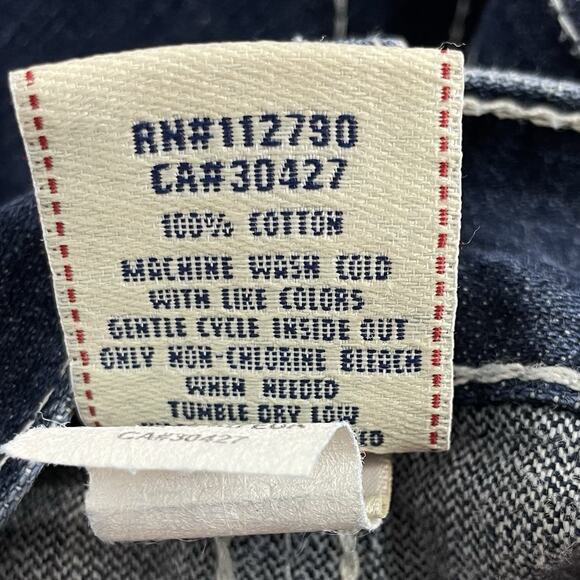 RN#112790
CA#30427
100% COTTON
MACHINE WASH COLD
WITH LIKE COLORS
GENTLE CYCLE INSIDE OUT
ONLY NON-CHLORINE BLEACH
WHEN NEEDED
TUMBLE DRY LOW
CA#30427